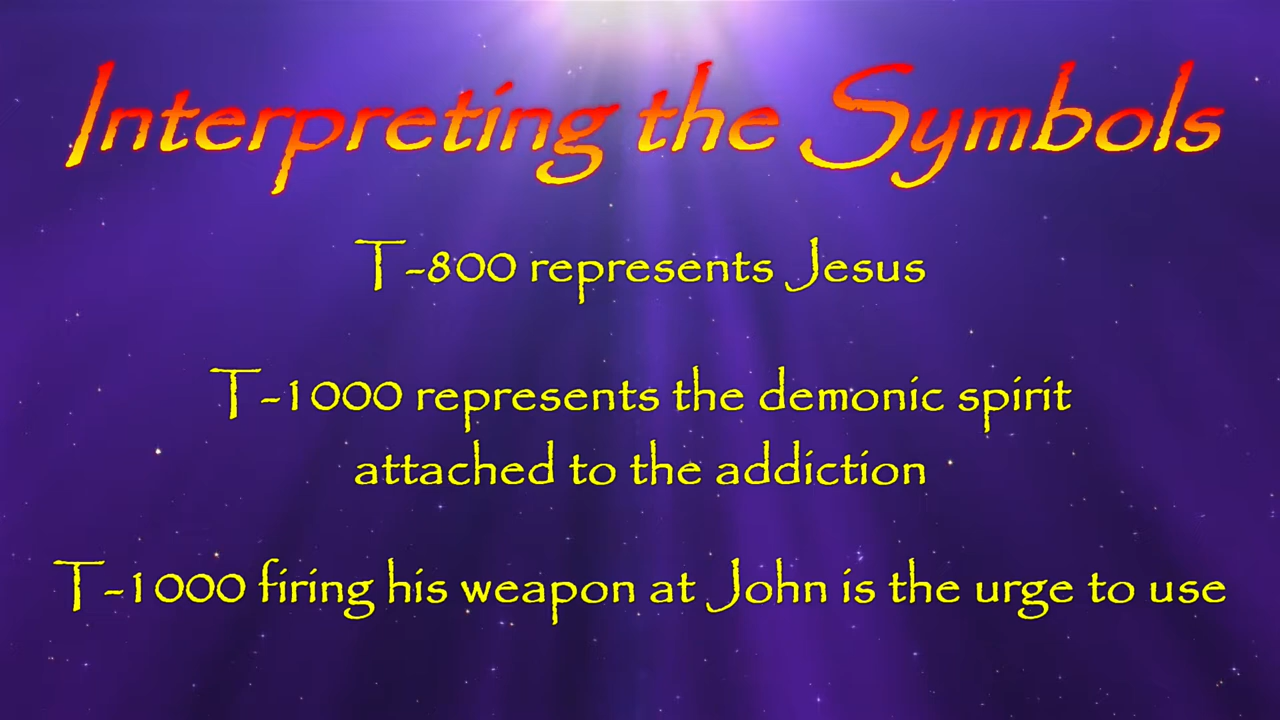 Interpreting the Symbols
T-800 represents Jesus
T-1000 represents the demonic spirit
attached to the addiction
T-1000 firing his weapon at John is the urge to use